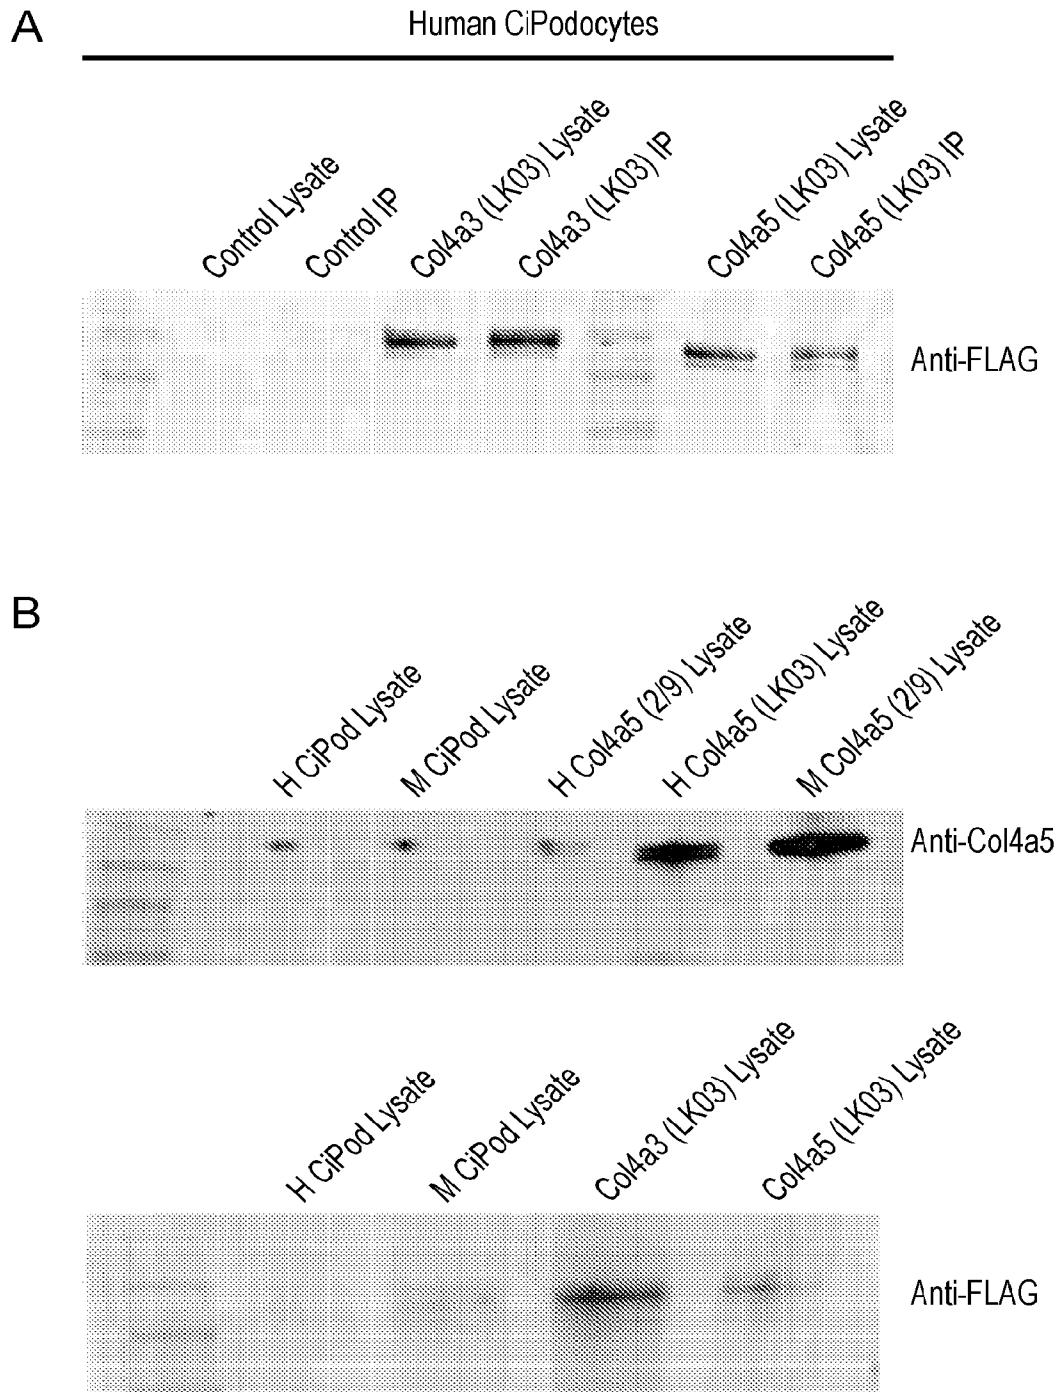 A
Human CiPodocytes
Control Lysate
Control IP
Col4a3 (LK03) Lysate
Col4a3 (LK03) IP
Col4a5 (LK03) Lysate
Col4a5 (LK03) IP
Anti-FLAG
B
H CiPod Lysate
M CiPod Lysate
H Col4a5 (2/9) Lysate
H Col4a5 (LK03) Lysate
M Col4a5 (2/9) Lysate
Anti-Col4a5
H CiPod Lysate
M CiPod Lysate
Col4a3 (LK03) Lysate
Col4a5 (LK03) Lysate
Anti-FLAG